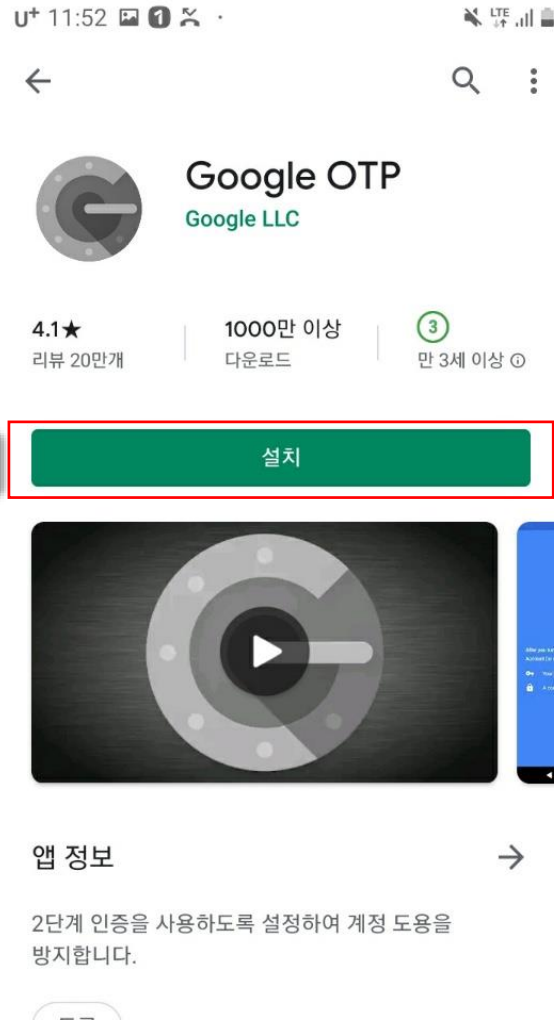 U+ 11:52 1
LTE
Google OTP
Google LLC
4.1★
리뷰 20만개
1000만 이상
다운로드
3
만 3세 이상
설치
앱 정보
2단계 인증을 사용하도록 설정하여 계정 도용을
방지합니다.